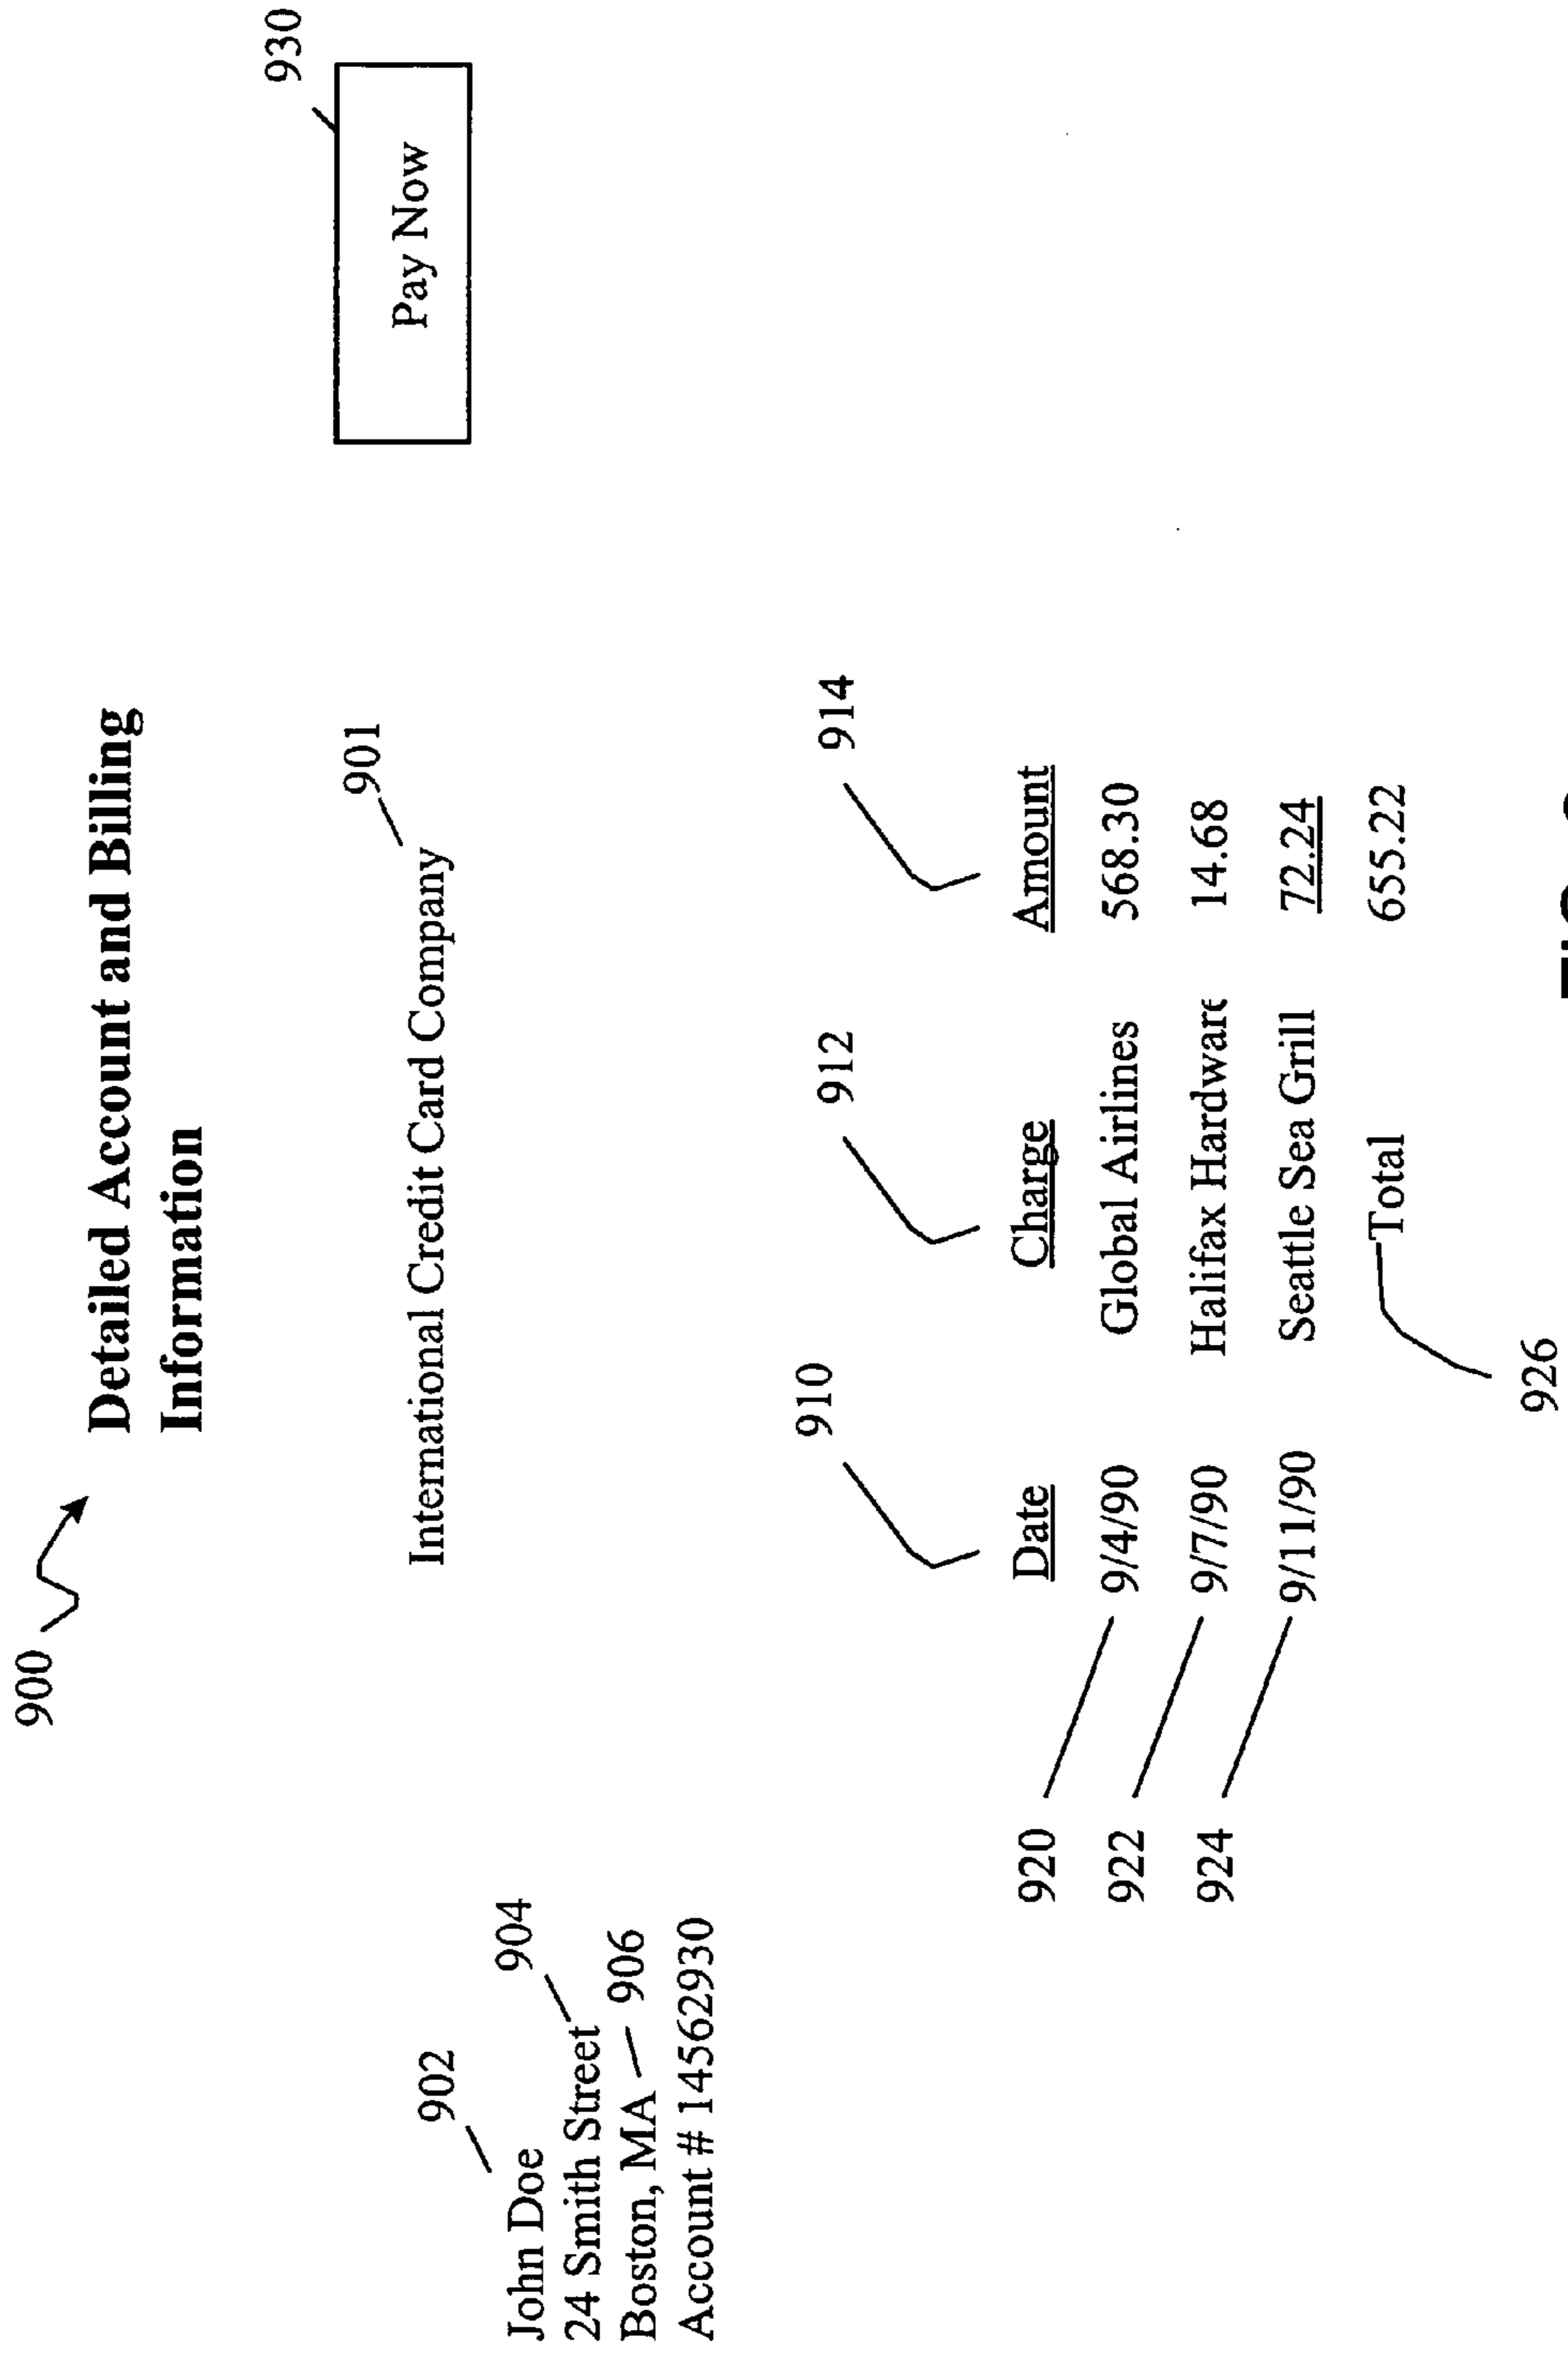 900
Detailed Account and Billing
Information
930
Pay Now
901
International Credit Card Company
902
John Doe
904
24 Smith Street
Boston, MA 906
Account # 14562930
910 912 914
Date Charge Amount
920 9/4/90 Global Airlines 568.30
922 9/7/90 Halifax Hardware 14.68
924 9/11/90 Seattle Sea Grill 72.24
Total 655.22
926